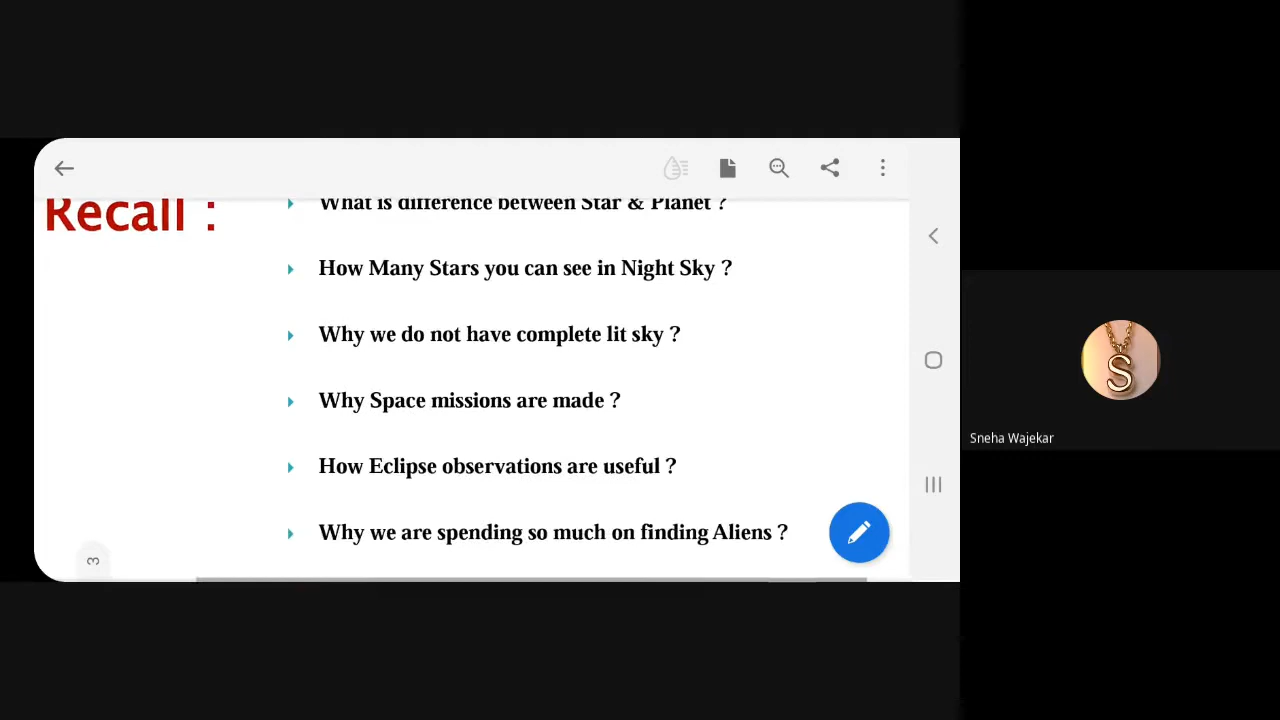 Recall :
What is difference between Star & Planet ?
How Many Stars you can see in Night Sky ?
Why we do not have complete lit sky ?
Why Space missions are made ?
How Eclipse observations are useful ?
Why we are spending so much on finding Aliens ?
3
S
Sneha Wajekar